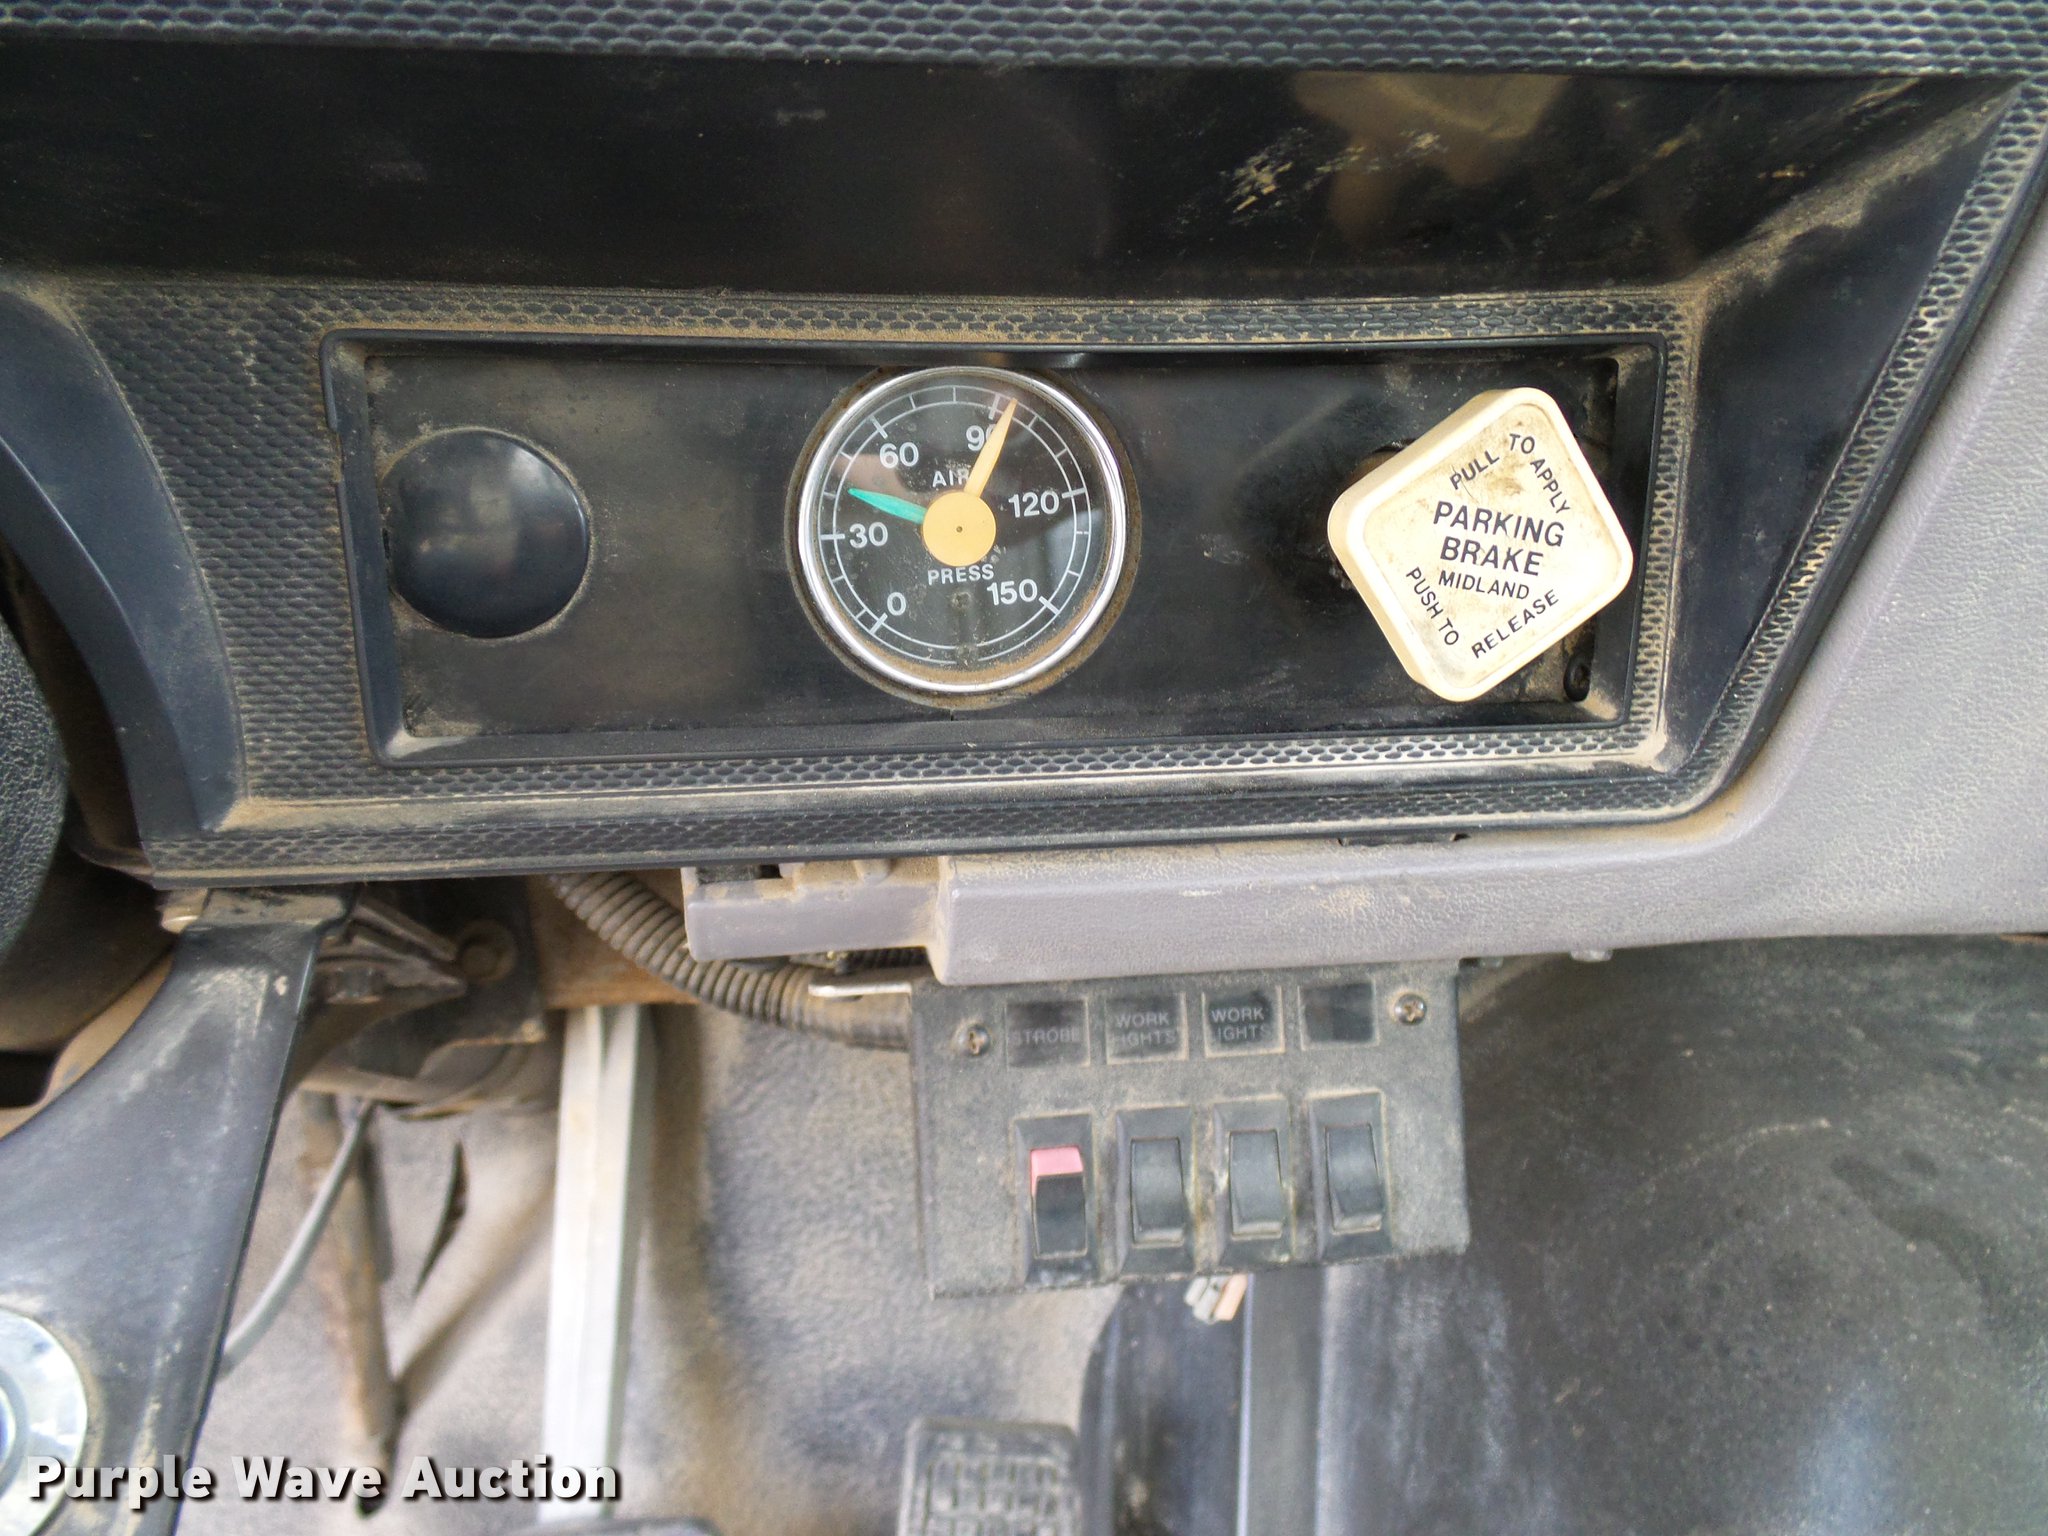 60
90
AIR
30
120
PRESS
0
150
PULL TO APPLY
PARKING
BRAKE
MIDLAND
PUSH TO RELEASE
STROBE
WORK
LIGHTS
WORK
LIGHTS
Purple Wave Auction